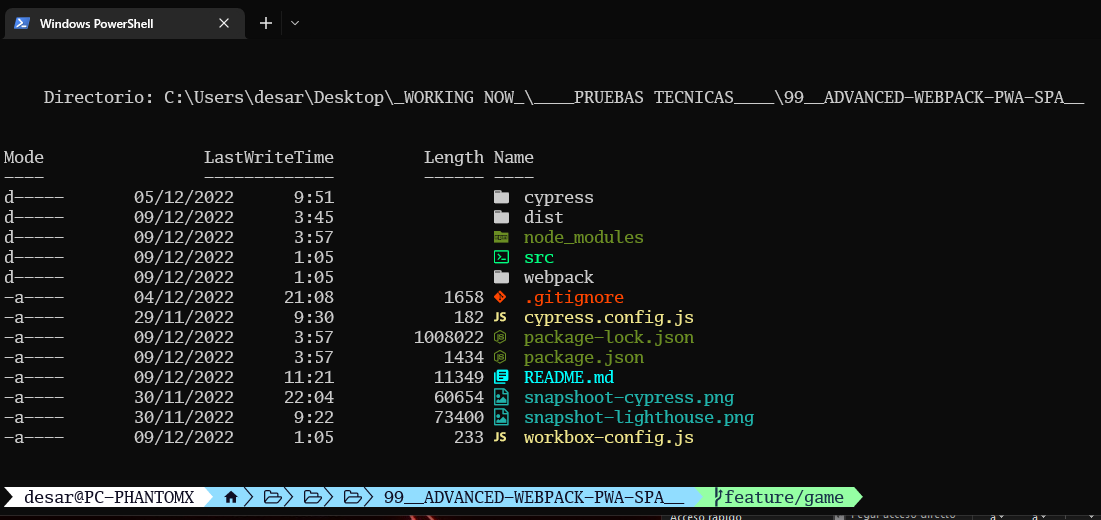 Windows PowerShell
Directorio: C:\Users\desar\Desktop\_WORKING NOW_\____PRUEBAS TECNICAS____\99__ADVANCED-WEBPACK-PWA-SPA__
Mode LastWriteTime Length Name
---- ------------- ------ ----
d----- 05/12/2022 9:51 cypress
d----- 09/12/2022 3:45 dist
d----- 09/12/2022 3:57 node_modules
d----- 09/12/2022 1:05 src
d----- 09/12/2022 1:05 webpack
-a---- 04/12/2022 21:08 1658 .gitignore
-a---- 29/11/2022 9:30 182 JS cypress.config.js
-a---- 09/12/2022 3:57 1008022 package-lock.json
-a---- 09/12/2022 3:57 1434 package.json
-a---- 09/12/2022 11:21 11349 README.md
-a---- 30/11/2022 22:04 60654 snapshoot-cypress.png
-a---- 30/11/2022 9:22 73400 snapshot-lighthouse.png
-a---- 09/12/2022 1:05 233 JS workbox-config.js
desar@PC-PHANTOMX 99__ADVANCED-WEBPACK-PWA-SPA__ feature/game
Acceso rápido